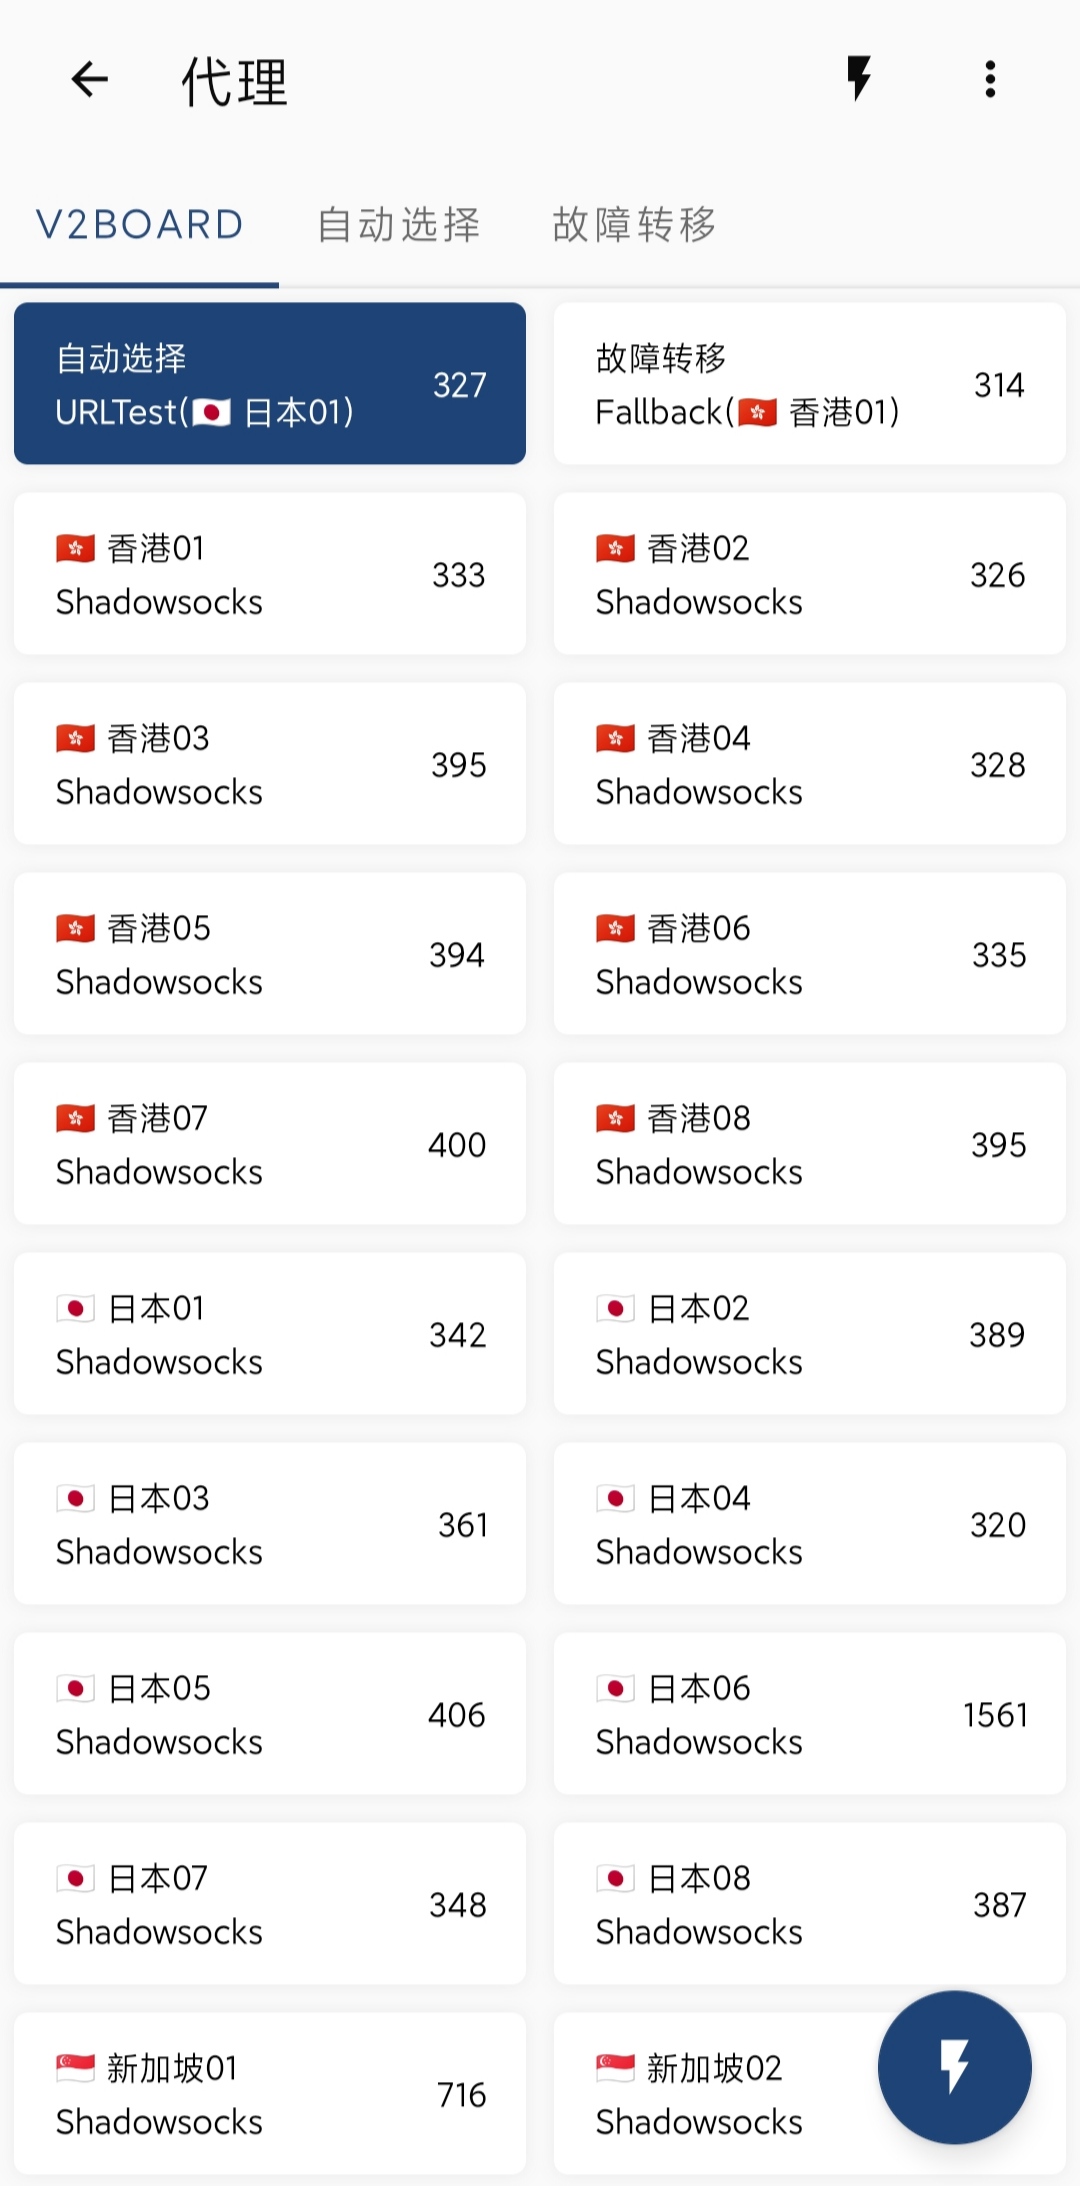 代理
V2BOARD 自动选择 故障转移
自动选择
URLTest(🇯🇵 日本01)
327
故障转移
Fallback(🇭🇰 香港01)
314
🇭🇰 香港01
Shadowsocks
333
🇭🇰 香港02
Shadowsocks
326
🇭🇰 香港03
Shadowsocks
395
🇭🇰 香港04
Shadowsocks
328
🇭🇰 香港05
Shadowsocks
394
🇭🇰 香港06
Shadowsocks
335
🇭🇰 香港07
Shadowsocks
400
🇭🇰 香港08
Shadowsocks
395
🇯🇵 日本01
Shadowsocks
342
🇯🇵 日本02
Shadowsocks
389
🇯🇵 日本03
Shadowsocks
361
🇯🇵 日本04
Shadowsocks
320
🇯🇵 日本05
Shadowsocks
406
🇯🇵 日本06
Shadowsocks
1561
🇯🇵 日本07
Shadowsocks
348
🇯🇵 日本08
Shadowsocks
387
🇸🇬 新加坡01
Shadowsocks
716
🇸🇬 新加坡02
Shadowsocks